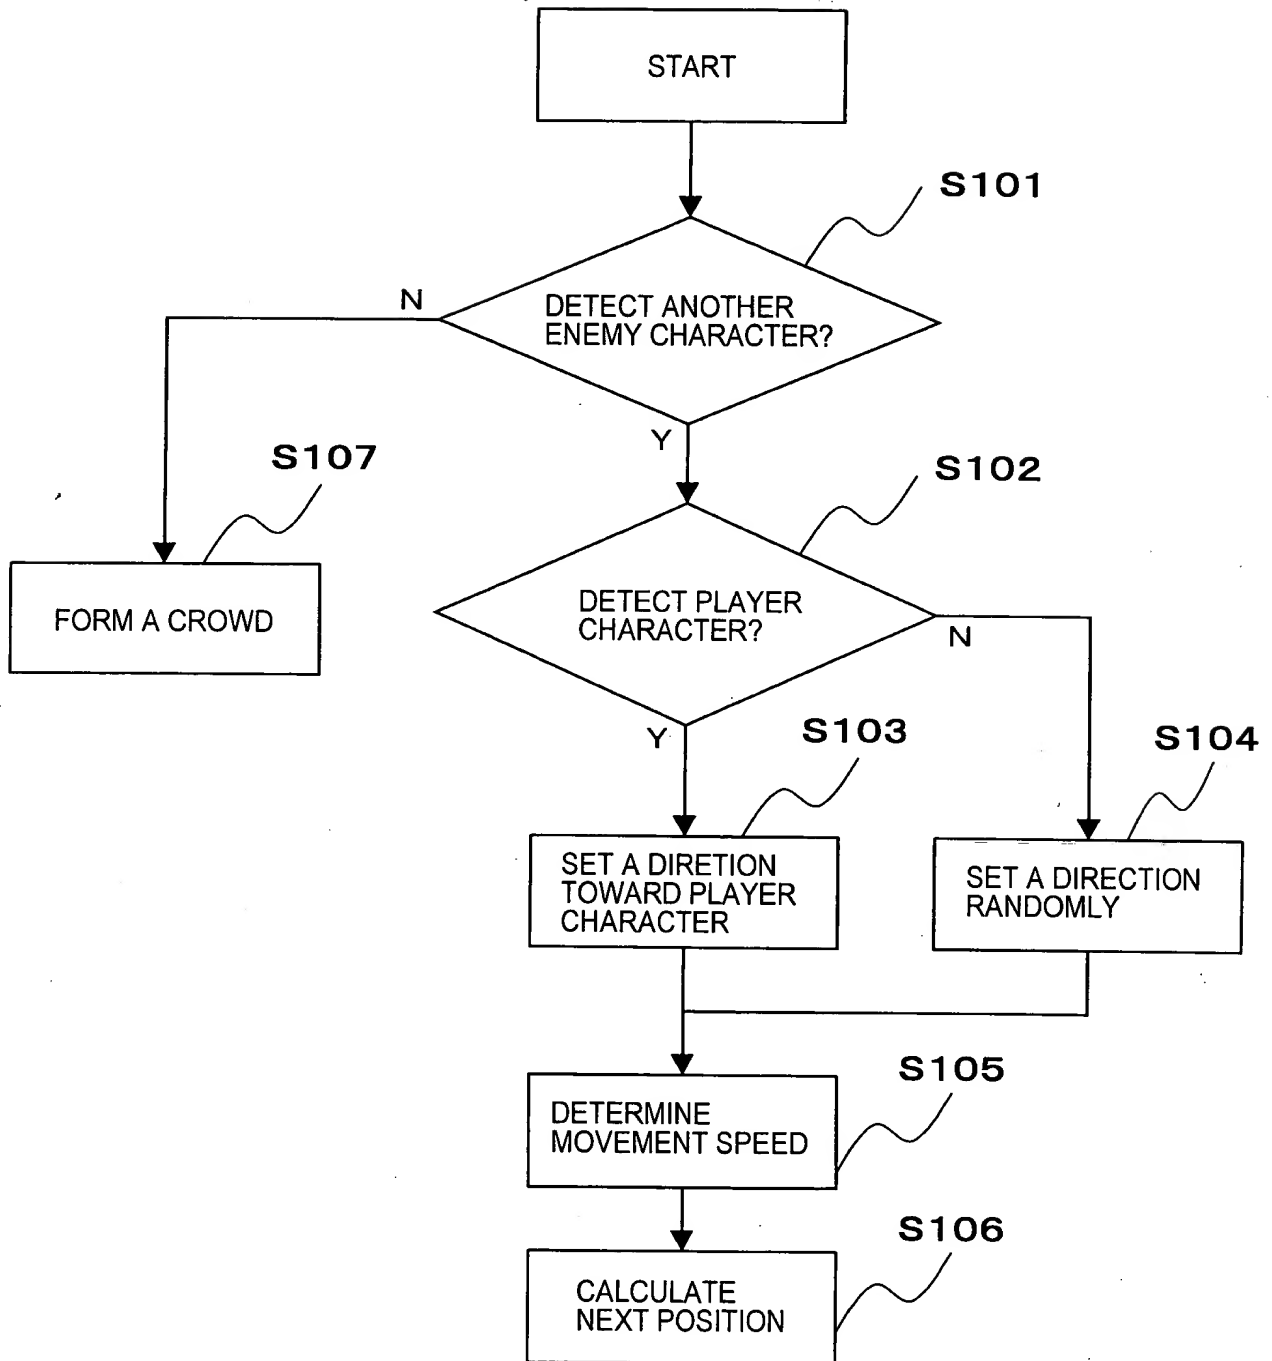 START
S101
N
DETECT ANOTHER
ENEMY CHARACTER?
Y
S107
S102
FORM A CROWD
DETECT PLAYER
CHARACTER?
N
Y
S103
S104
SET A DIRETION
TOWARD PLAYER
CHARACTER
SET A DIRECTION
RANDOMLY
S105
DETERMINE
MOVEMENT SPEED
S106
CALCULATE
NEXT POSITION